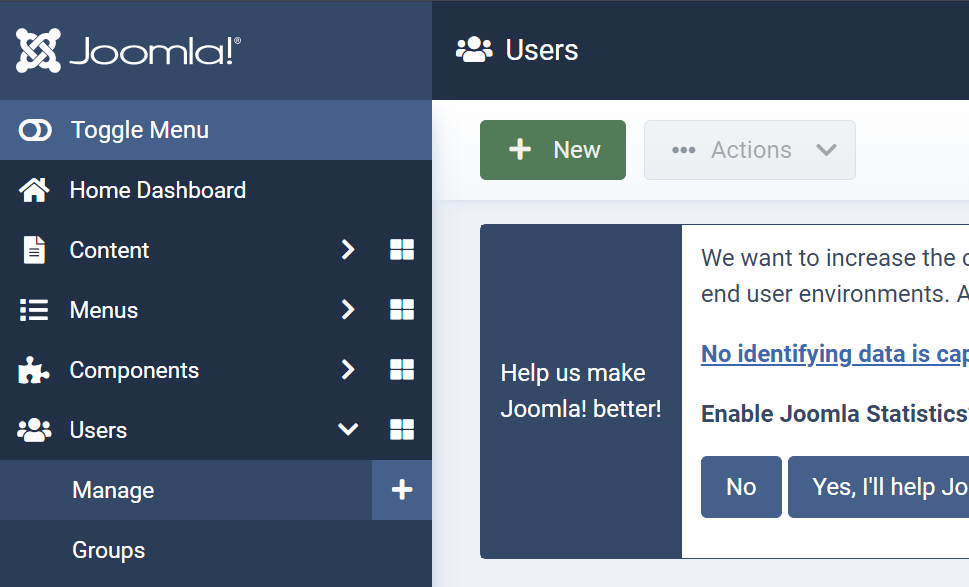 Joomla!®
Users
Toggle Menu
New
Actions
Home Dashboard
Content
Menus
Components
Users
Manage
Groups
We want to increase the
end user environments. A
No identifying data is cap
Help us make
Joomla! better!
Enable Joomla Statistics
No
Yes, I'll help Jo